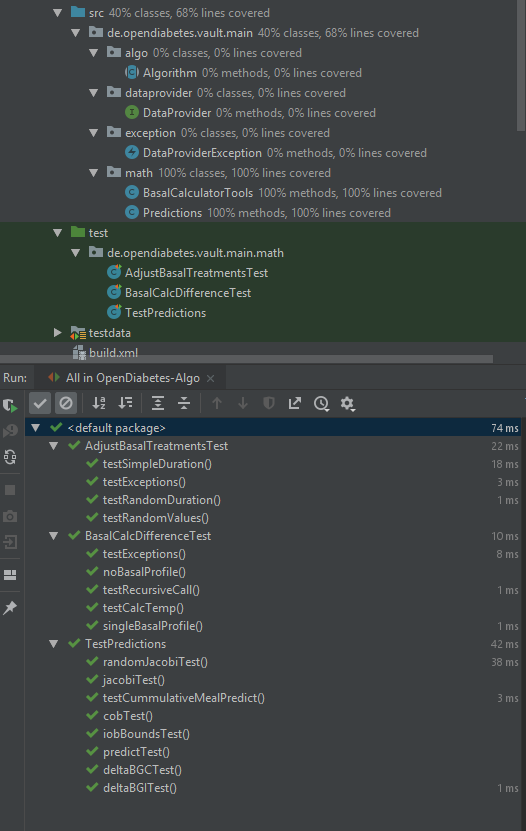 src 40% classes, 68% lines covered
de.opendiabetes.vault.main 40% classes, 68% lines covered
algo 0% classes, 0% lines covered
Algorithm 0% methods, 0% lines covered
dataprovider 0% classes, 0% lines covered
DataProvider 0% methods, 0% lines covered
exception 0% classes, 0% lines covered
DataProviderException 0% methods, 0% lines covered
math 100% classes, 100% lines covered
BasalCalculatorTools 100% methods, 100% lines covered
Predictions 100% methods, 100% lines covered
test
de.opendiabetes.vault.main.math
AdjustBasalTreatmentsTest
BasalCalcDifferenceTest
TestPredictions
testdata
build.xml
Run: All in OpenDiabetes-Algo
<default package> 74 ms
AdjustBasalTreatmentsTest 22 ms
testSimpleDuration() 18 ms
testExceptions() 3 ms
testRandomDuration() 1 ms
testRandomValues()
BasalCalcDifferenceTest 10 ms
testExceptions() 8 ms
noBasalProfile()
testRecursiveCall() 1 ms
testCalcTemp()
singleBasalProfile() 1 ms
TestPredictions 42 ms
randomJacobiTest() 38 ms
jacobiTest()
testCummulativeMealPredict() 3 ms
cobTest()
iobBoundsTest()
predictTest()
deltaBGCTest()
deltaBGITest() 1 ms